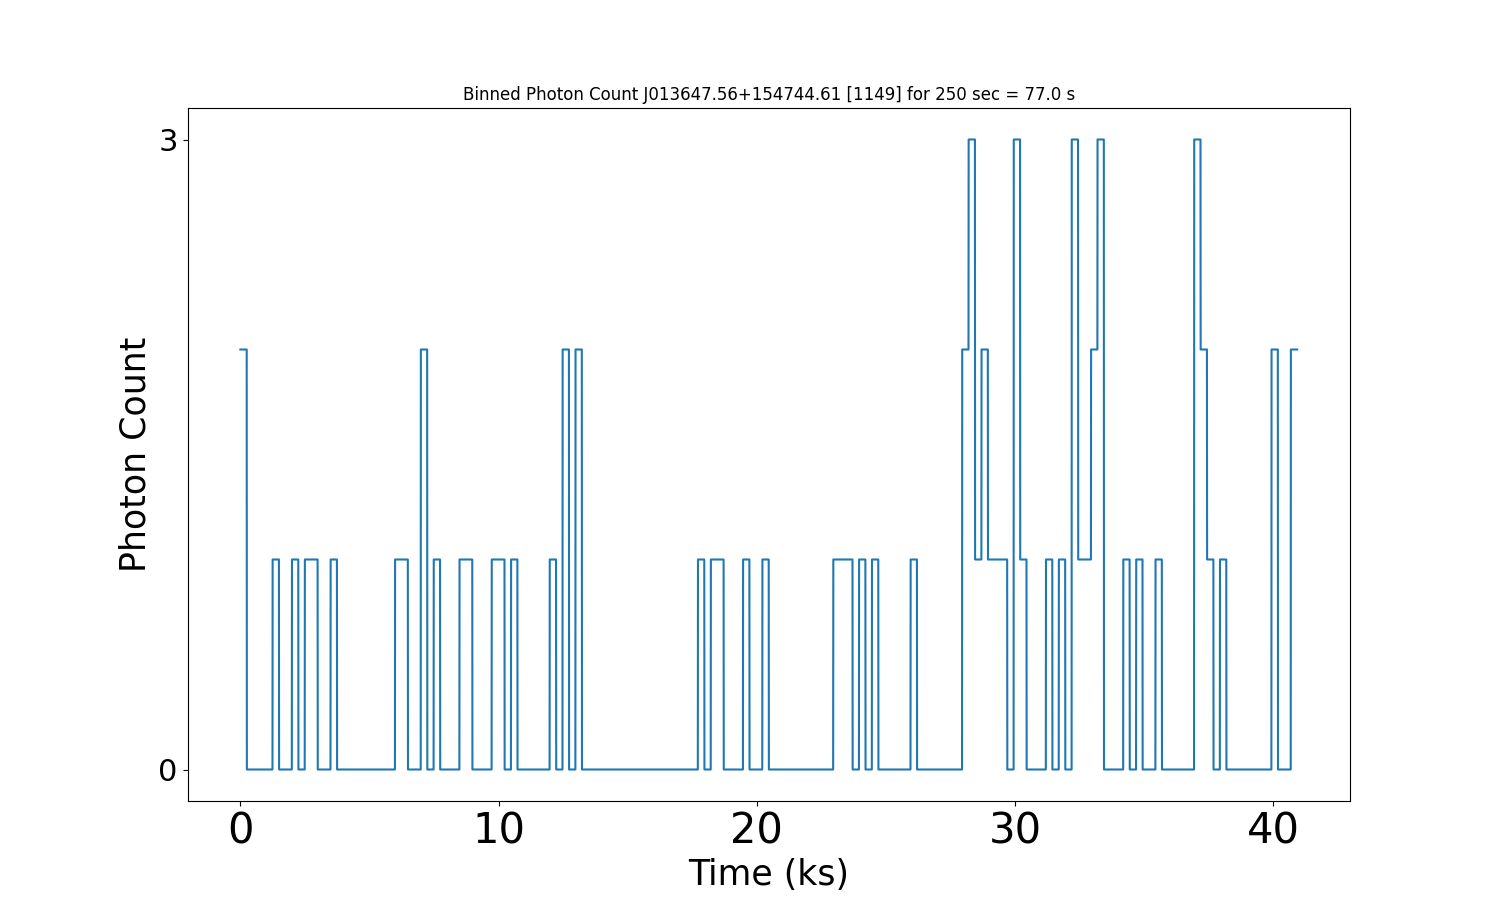 Binned Photon Count J013647.56+154744.61 [1149] for 250 sec = 77.0 s
3
Photon Count
0
0 10 20 30 40
Time (ks)